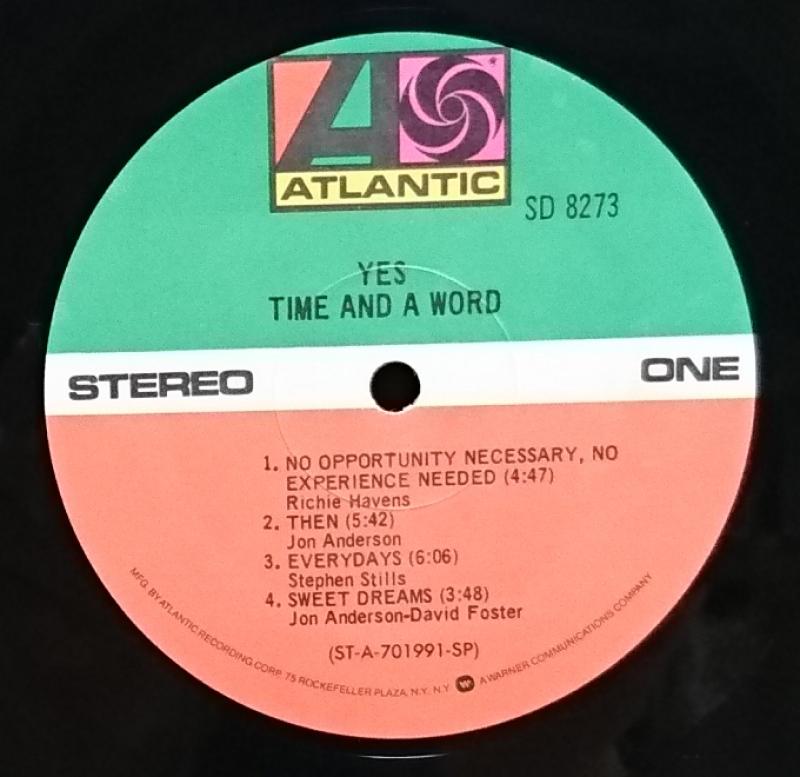 ATLANTIC
SD 8273
YES
TIME AND A WORD
STEREO
ONE
1. NO OPPORTUNITY NECESSARY, NO
EXPERIENCE NEEDED (4:47)
Richie Havens
2. THEN (5:42)
Jon Anderson
3. EVERYDAYS (6:06)
Stephen Stills
4. SWEET DREAMS (3:48)
Jon Anderson-David Foster
(ST-A-701991-SP)
MFG. BY ATLANTIC RECORDING CORP. 75 ROCKEFELLER PLAZA, N.Y. N.Y. A WARNER COMMUNICATIONS COMPANY